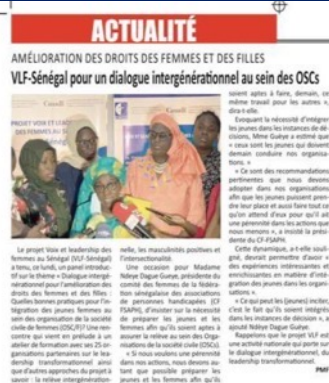 ACTUALITÉ
AMÉLIORATION DES DROITS DES FEMMES ET DES FILLES
VLF-Sénégal pour un dialogue intergénérationnel au sein des OSCs
Canada
PROJET VOIX ET LEAD
DES FEMMES AU S
Le projet Voix et leadership des
femmes au Sénégal (VLF-Sénégal)
a tenu, ce lundi, un panel introduc-
tif sur le thème « Dialogue intergé-
nérationnel pour l'amélioration des
droits des femmes et des filles :
Quelles bonnes pratiques pour l'in-
tégration des jeunes femmes au
sein des organisation de la société
civile de femmes (OSC/F)? Une ren-
contre qui vient en prélude à un
atelier de formation avec ses 25 or-
ganisations partenaires sur le lea-
dership transformationnel ainsi
que d'autres approches du projet à
savoir : la relève intergénération-
nelle, les masculinités positives et
l'intersectionalité.
Une occasion pour Madame
Ndeye Dague Gueye, présidente du
comité des femmes de la fédéra-
tion sénégalaise des associations
de personnes handicapées (CF
FSAPH), d'insister sur la nécessité
de préparer les jeunes et les
femmes afin qu'ils soient aptes à
assurer la relève au sein des Orga-
nisations de la société civile (OSCs).
« Si nous voulons une pérennité
dans nos actions, nous devons au-
tant que possible préparer les
jeunes et les femmes afin qu'ils
soient aptes à faire, demain, ce
même travail pour les autres »,
dira-t-elle.
Evoquant la nécessité d'intégrer
les jeunes dans les instances de dé-
cisions, Mme Guèye a estimé que
« ceux sont les jeunes qui doivent
demain conduire nos organisa-
tions. »
« Ce sont des recommandations
pertinentes que nous devons
adopter dans nos organisations
afin que les jeunes puissent pren-
dre leur place et aussi faire tout ce
qu'on attend d'eux pour qu'il ait
une pérennité dans les actions que
nous menons », a insisté la prési-
dente du CF-FSAPH.
Cette dynamique, a-t-elle souli-
gné, devrait permettre d'avoir «
des expériences intéressantes et
enrichissantes en matière d'inté-
gration des jeunes dans les organi-
sations ».
« Ce qui peut les (jeunes) inciter,
c'est le fait qu'ils soient intégrés
dans les instances de décision », a
ajouté Ndèye Dague Gueye.
Rappelons que le projet VLF est
une activité nationale qui porte sur
le dialogue intergénérationnel, le
leadership transformationnel.